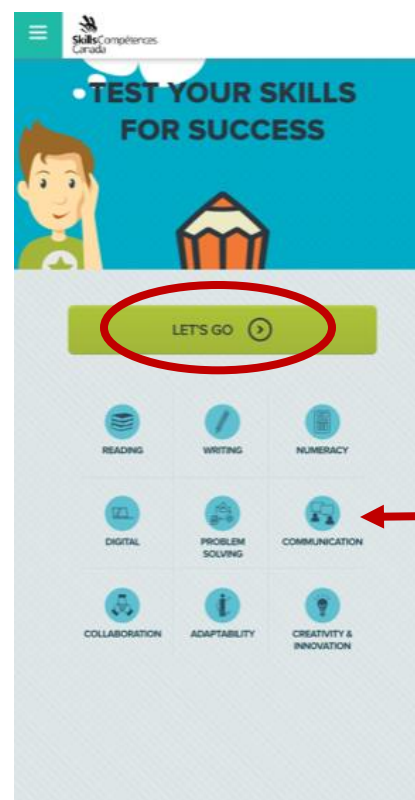 Skills Compétences
Canada
TEST YOUR SKILLS
FOR SUCCESS
LET'S GO
READING
WRITING
NUMERACY
DIGITAL
PROBLEM
SOLVING
COMMUNICATION
COLLABORATION
ADAPTABILITY
CREATIVITY &
INNOVATION